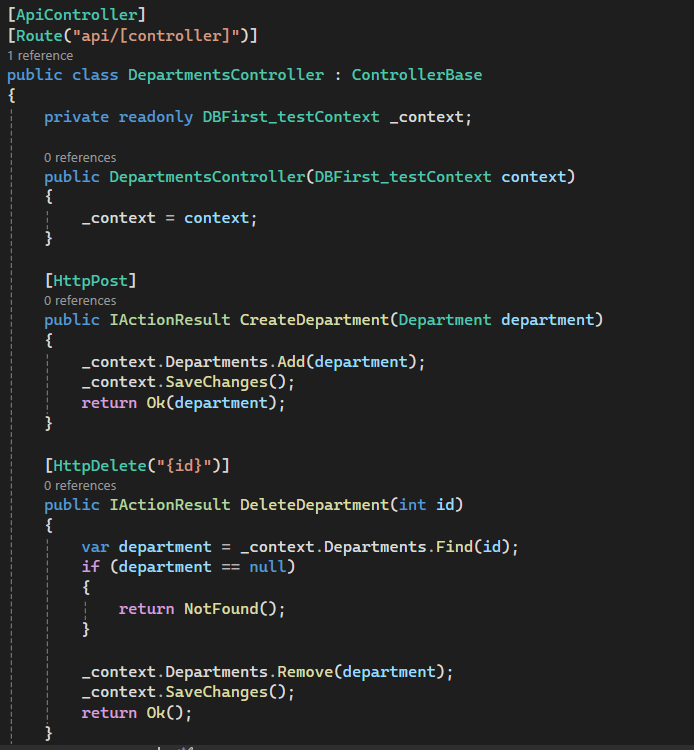 [ApiController]
[Route("api/[controller]")]
1 reference
public class DepartmentsController : ControllerBase
{
private readonly DBFirst_testContext _context;
0 references
public DepartmentsController(DBFirst_testContext context)
{
_context = context;
}
[HttpPost]
0 references
public IActionResult CreateDepartment(Department department)
{
_context.Departments.Add(department);
_context.SaveChanges();
return Ok(department);
}
[HttpDelete("{id}")]
0 references
public IActionResult DeleteDepartment(int id)
{
var department = _context.Departments.Find(id);
if (department == null)
{
return NotFound();
}
_context.Departments.Remove(department);
_context.SaveChanges();
return Ok();
}